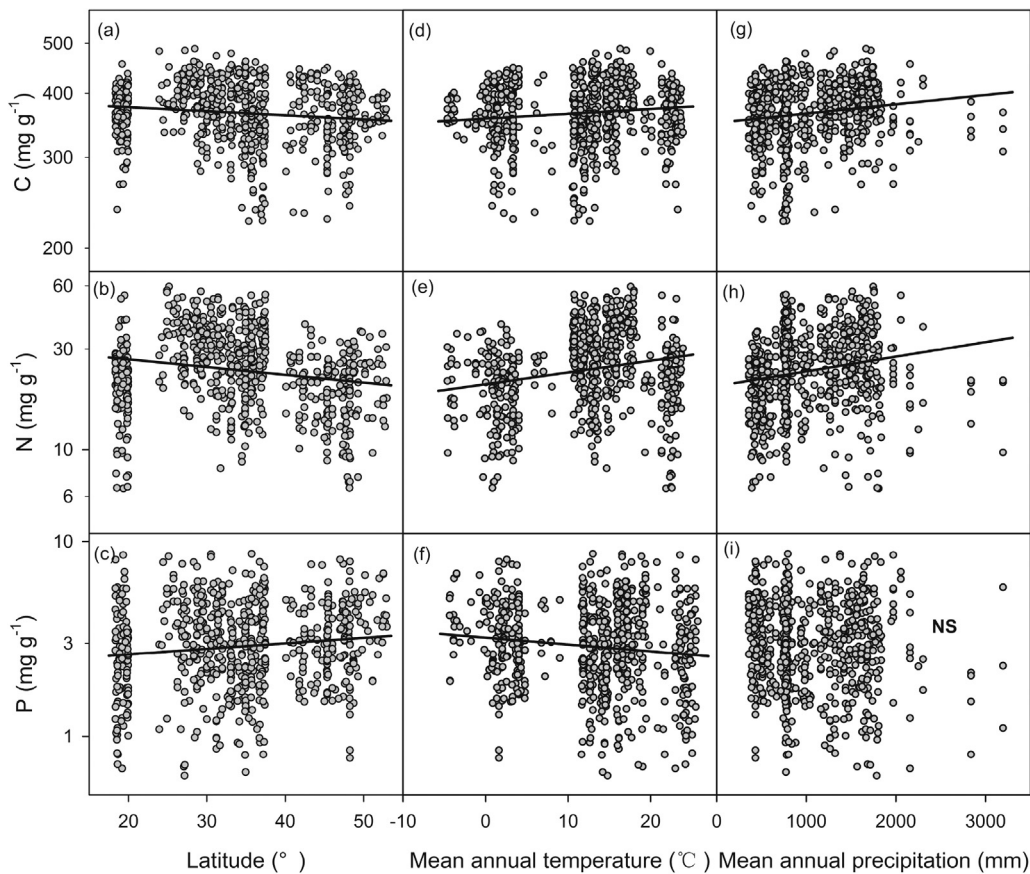 (a)
(d)
(g)
500
400
300
200
C (mg g-1)
(b)
(e)
(h)
60
30
10
6
N (mg g-1)
(c)
(f)
(i)
10
3
1
P (mg g-1)
NS
20 30 40 50 -10 0 10 20 0 1000 2000 3000
Latitude (°) Mean annual temperature (℃) Mean annual precipitation (mm)